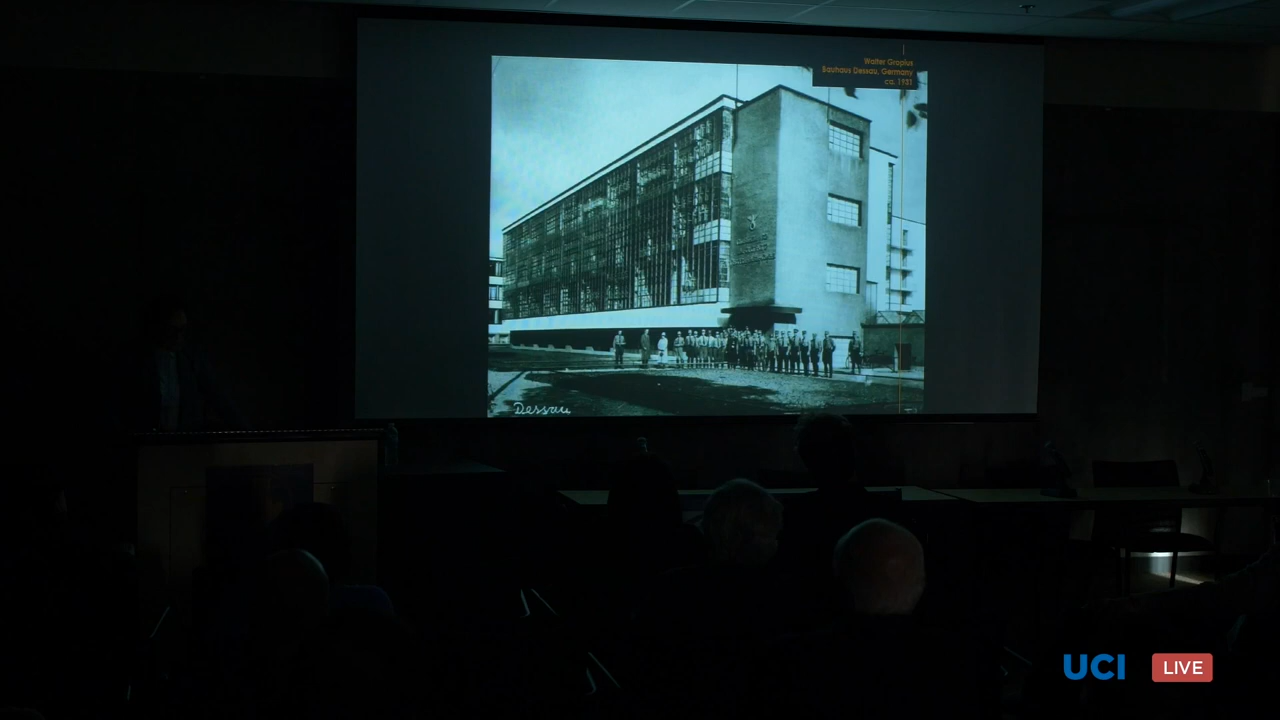 Walter Gropius
Bauhaus Dessau, Germany
ca. 1931
Dessau
UCI LIVE